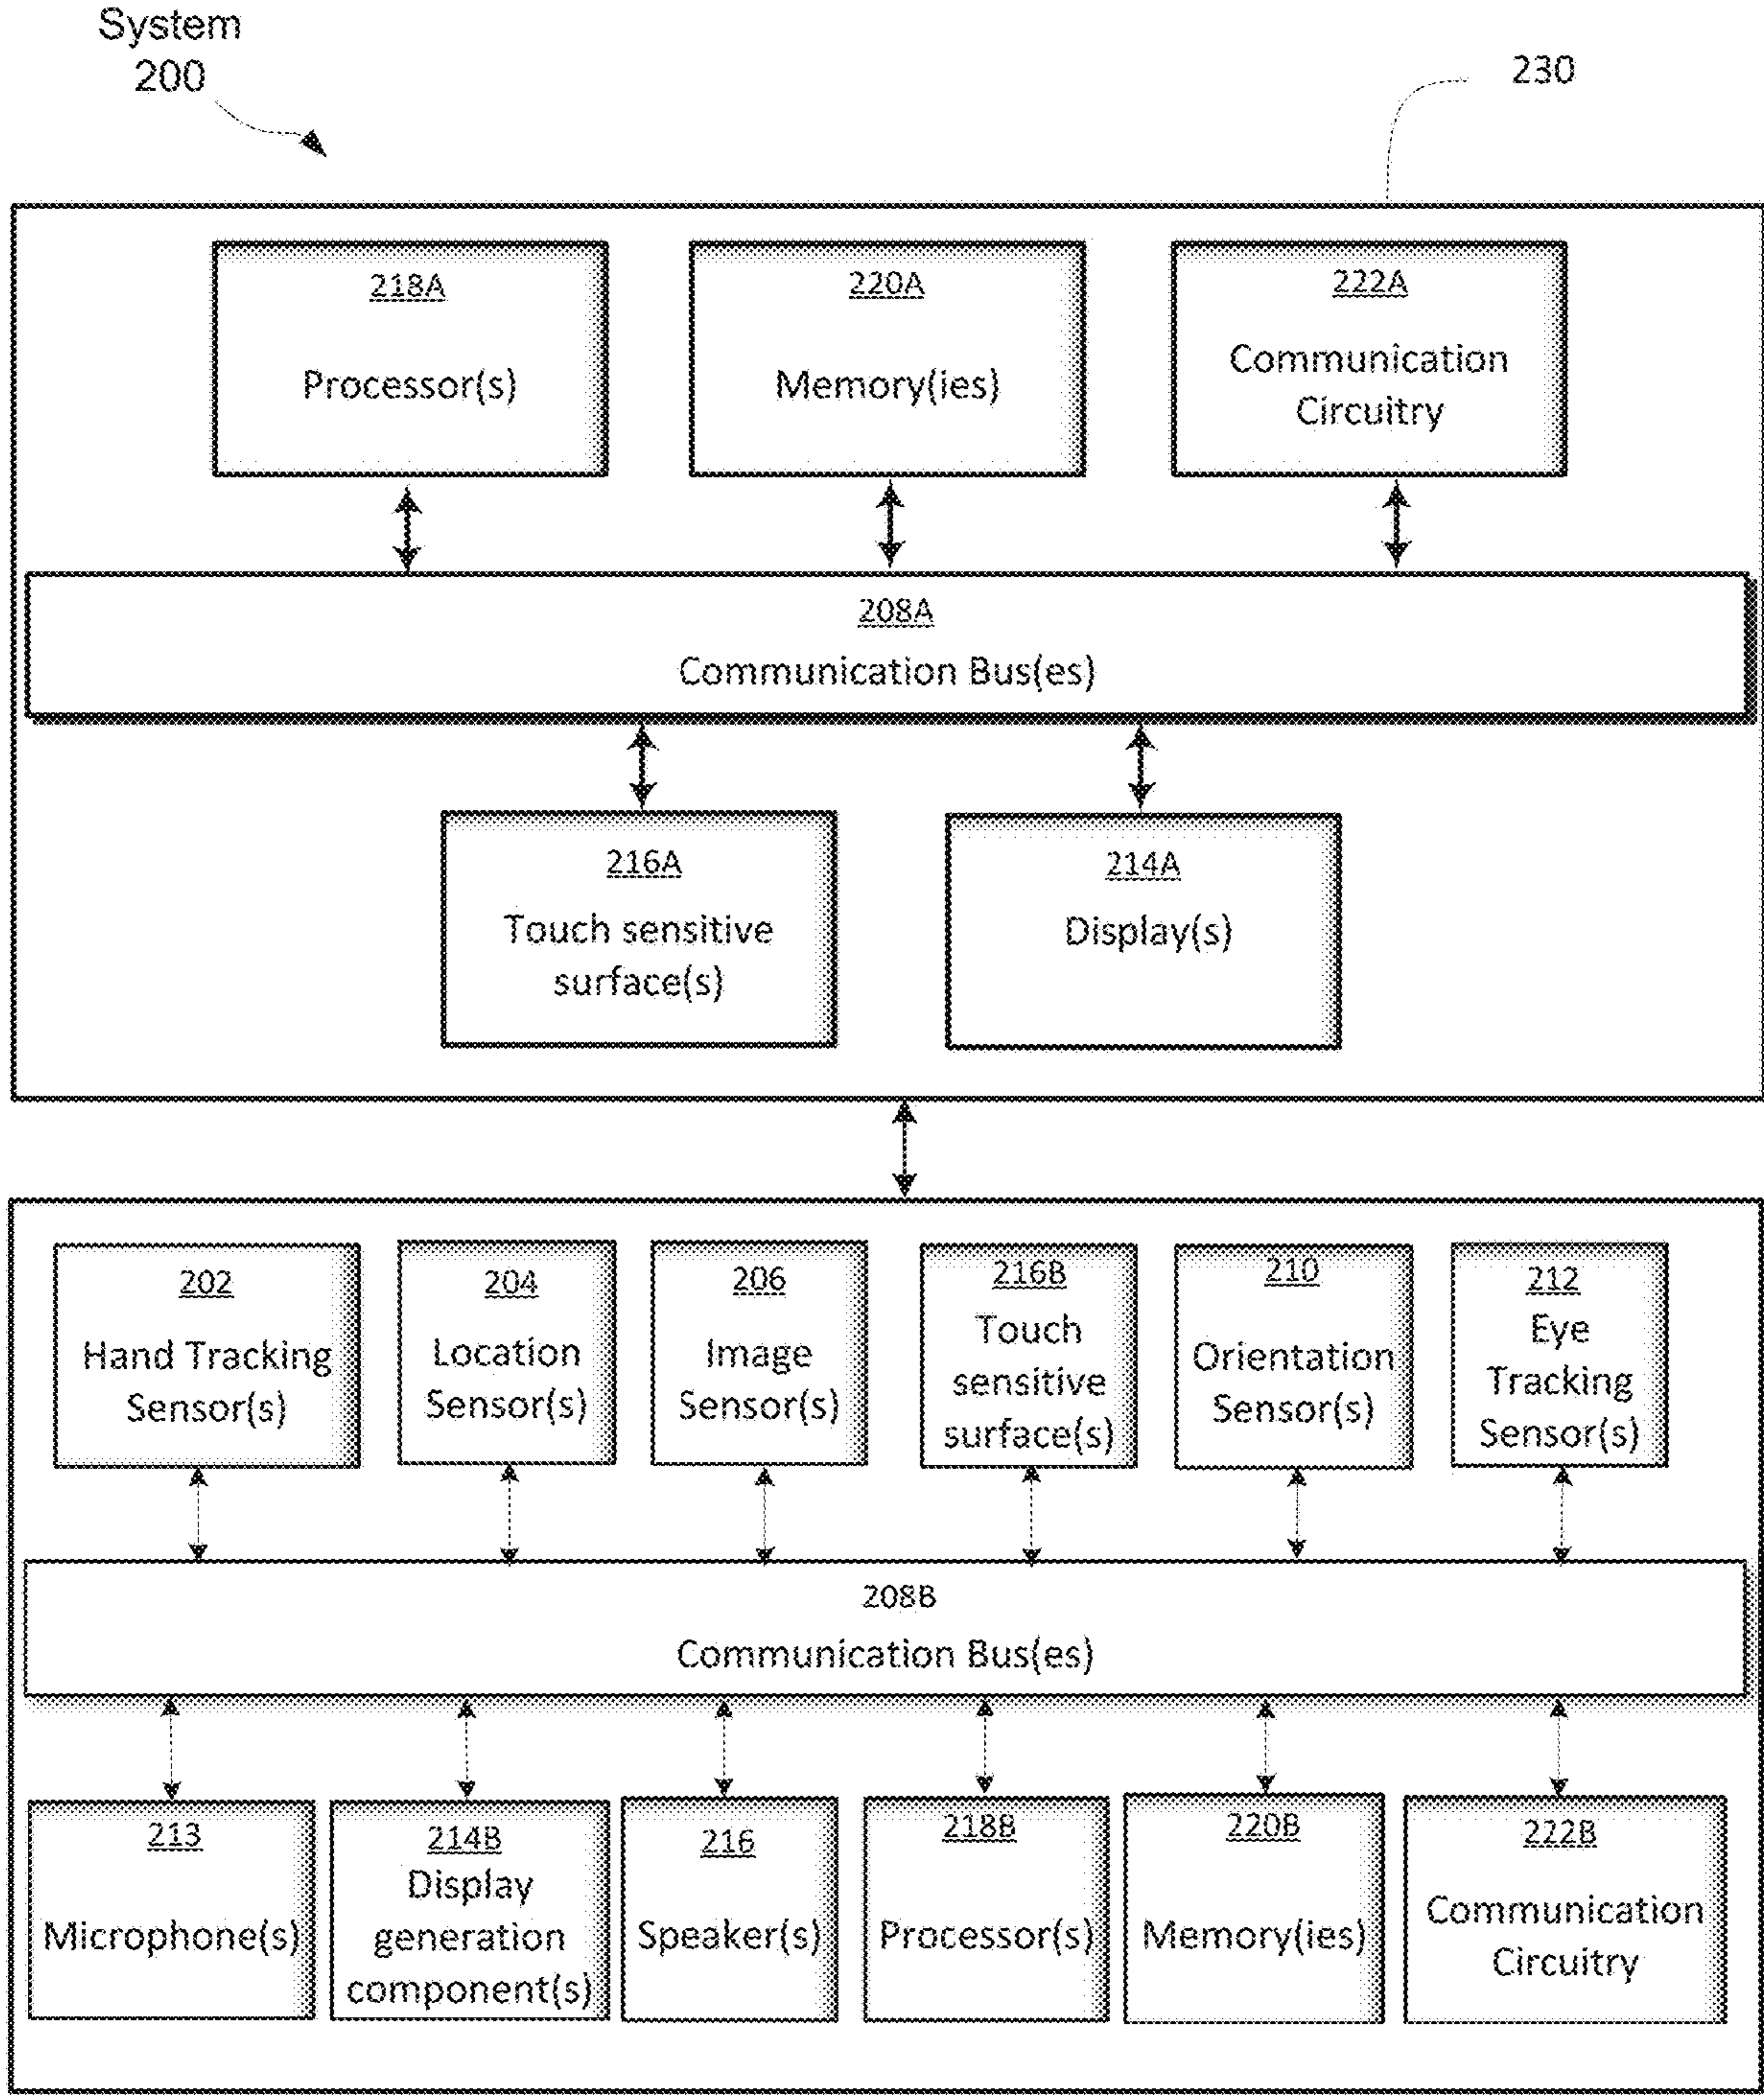 System
200
230
218A
Processor(s)
220A
Memory(ies)
222A
Communication
Circuitry
208A
Communication Bus(es)
216A
Touch sensitive
surface(s)
214A
Display(s)
202
Hand Tracking
Sensor(s)
204
Location
Sensor(s)
206
Image
Sensor(s)
216B
Touch
sensitive
surface(s)
210
Orientation
Sensor(s)
212
Eye
Tracking
Sensor(s)
208B
Communication Bus(es)
213
Microphone(s)
214B
Display
generation
component(s)
216
Speaker(s)
218B
Processor(s)
220B
Memory(ies)
222B
Communication
Circuitry